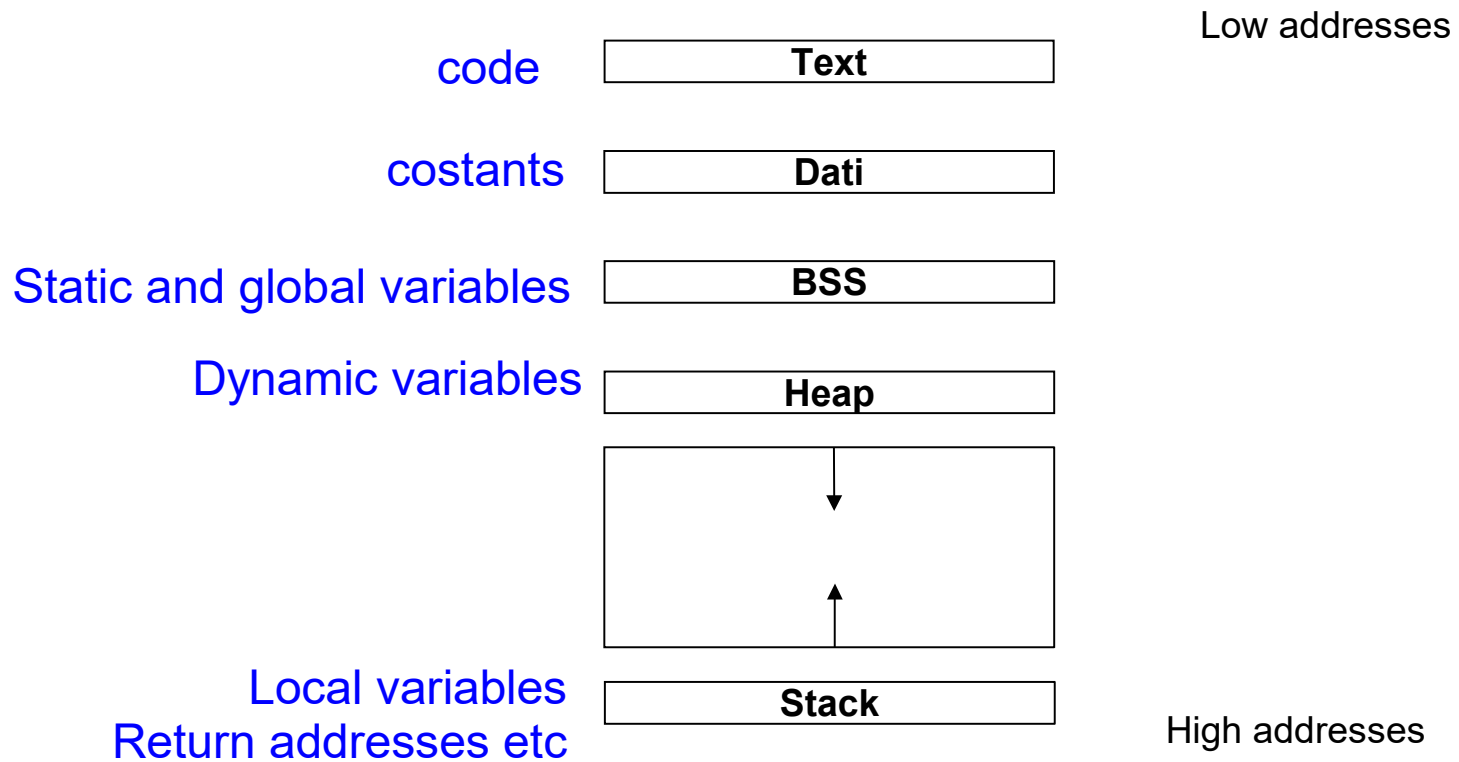 Low addresses
code
Text
costants
Dati
Static and global variables
BSS
Dynamic variables
Heap
Local variables
Return addresses etc
Stack
High addresses